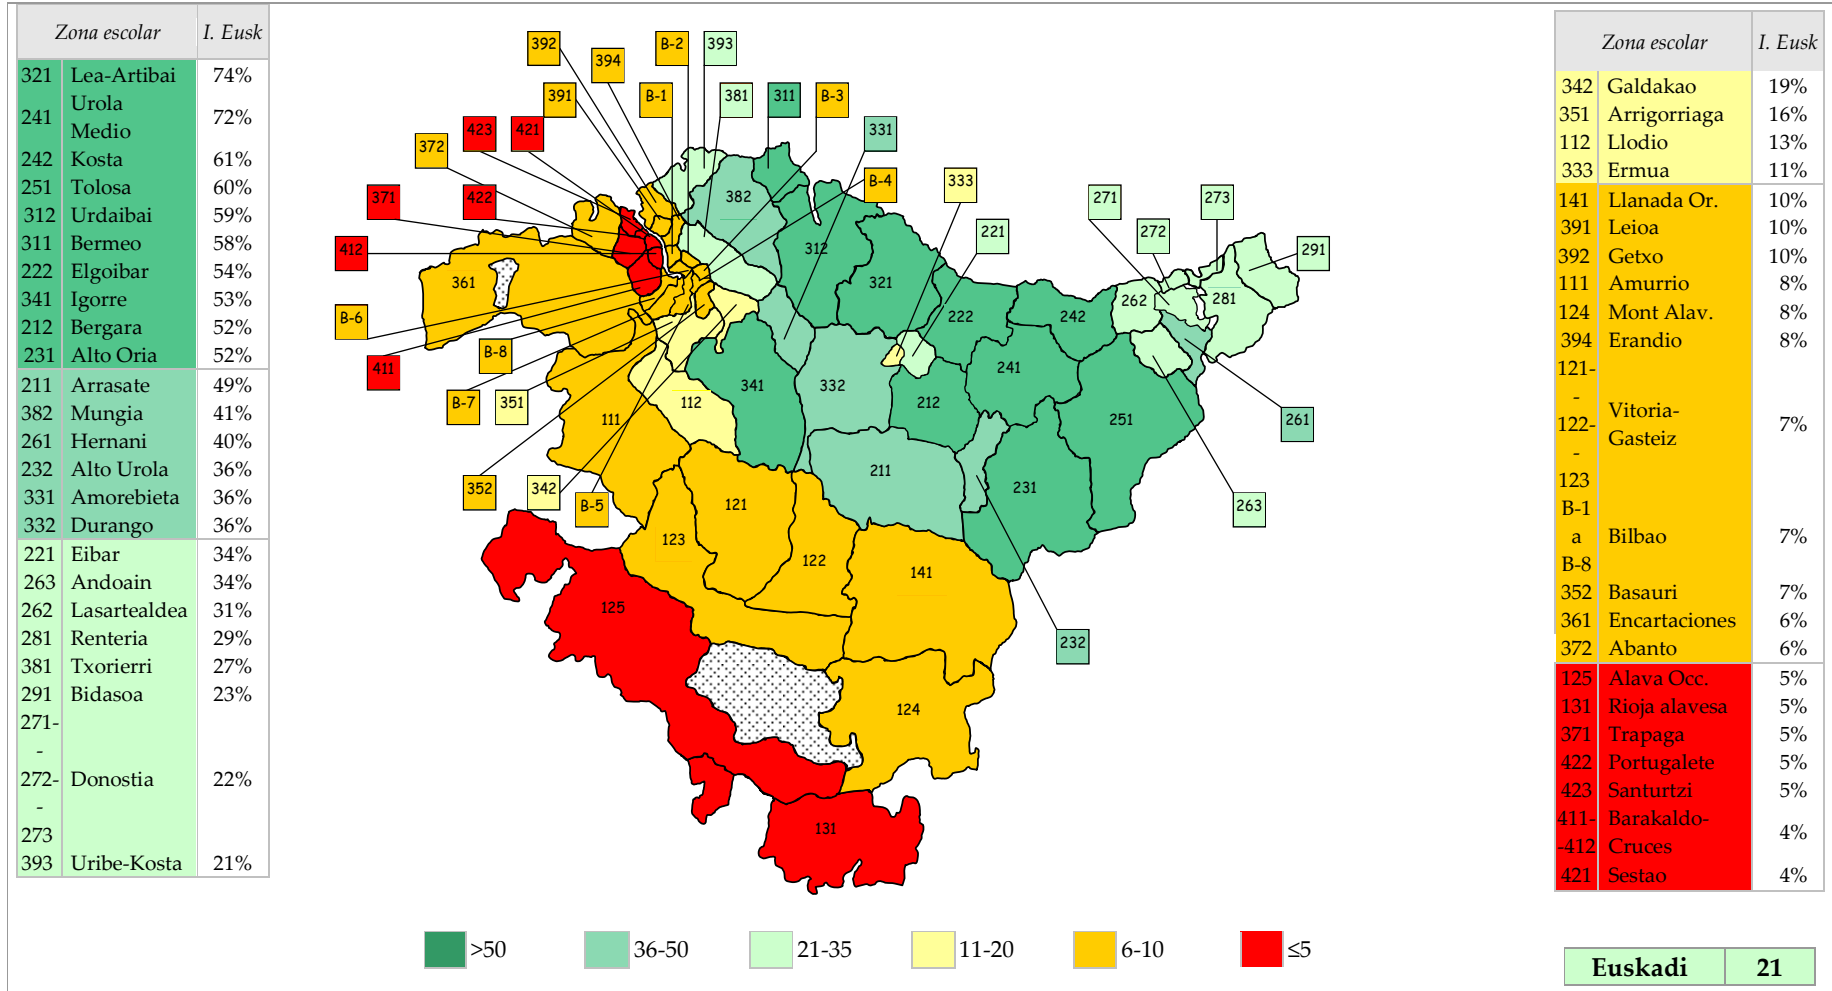 Zona escolar I. Eusk
321 Lea-Artibai 74%
241 Urola Medio 72%
242 Kosta 61%
251 Tolosa 60%
312 Urdaibai 59%
311 Bermeo 58%
222 Elgoibar 54%
341 Igorre 53%
212 Bergara 52%
231 Alto Oria 52%
211 Arrasate 49%
382 Mungia 41%
261 Hernani 40%
232 Alto Urola 36%
331 Amorebieta 36%
332 Durango 36%
221 Eibar 34%
263 Andoain 34%
262 Lasartealdea 31%
281 Renteria 29%
381 Txorierri 27%
291 Bidasoa 23%
271-
-
272- Donostia 22%
-
273
393 Uribe-Kosta 21%
392
394
B-2
393
391
B-1
381
311
B-3
423
421
331
372
371
422
382
B-4
333
271
273
221
272
291
412
312
361
321
262
281
B-6
222
242
B-8
411
341
332
241
B-7
351
112
212
251
111
261
211
352
342
B-5
121
231
263
123
122
141
125
232
124
131
Zona escolar I. Eusk
342 Galdakao 19%
351 Arrigorriaga 16%
112 Llodio 13%
333 Ermua 11%
141 Llanada Or. 10%
391 Leioa 10%
392 Getxo 10%
111 Amurrio 8%
124 Mont Alav. 8%
394 Erandio 8%
121-
-
122- Vitoria-
Gasteiz 7%
-
123
B-1
a Bilbao 7%
B-8
352 Basauri 7%
361 Encartaciones 6%
372 Abanto 6%
125 Alava Occ. 5%
131 Rioja alavesa 5%
371 Trapaga 5%
422 Portugalete 5%
423 Santurtzi 5%
411- Barakaldo-
-412 Cruces 4%
421 Sestao 4%
>50 36-50 21-35 11-20 6-10 ≤5
Euskadi 21